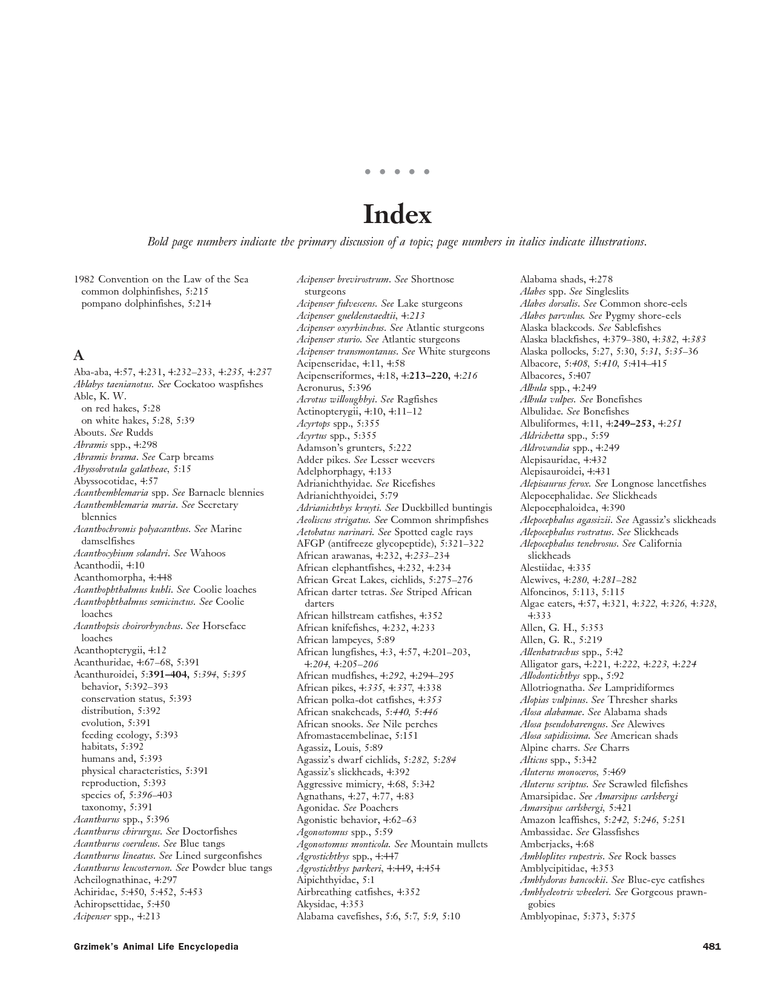 Index
Bold page numbers indicate the primary discussion of a topic; page numbers in italics indicate illustrations.
1982 Convention on the Law of the Sea
common dolphinfishes, 5:215
pompano dolphinfishes, 5:214
A
Aba-aba, 4:57, 4:231, 4:232–233, 4:235, 4:237
Ablabys taenianotus. See Cockatoo waspfishes
Able, K. W.
on red hakes, 5:28
on white hakes, 5:28, 5:39
Abouts. See Rudds
Abramis spp., 4:298
Abramis brama. See Carp breams
Abyssobrotula galatheae, 5:15
Abyssocotidae, 4:57
Acanthemblemaria spp. See Barnacle blennies
Acanthemblemaria maria. See Secretary
blennies
Acanthochromis polyacanthus. See Marine
damselfishes
Acanthocybium solandri. See Wahoos
Acanthodii, 4:10
Acanthomorpha, 4:448
Acanthophthalmus kuhli. See Coolie loaches
Acanthophthalmus semicinctus. See Coolie
loaches
Acanthopsis choirorhynchus. See Horseface
loaches
Acanthopterygii, 4:12
Acanthuridae, 4:67–68, 5:391
Acanthuroidei, 5:391–404, 5:394, 5:395
behavior, 5:392–393
conservation status, 5:393
distribution, 5:392
evolution, 5:391
feeding ecology, 5:393
habitats, 5:392
humans and, 5:393
physical characteristics, 5:391
reproduction, 5:393
species of, 5:396–403
taxonomy, 5:391
Acanthurus spp., 5:396
Acanthurus chirurgus. See Doctorfishes
Acanthurus coeruleus. See Blue tangs
Acanthurus lineatus. See Lined surgeonfishes
Acanthurus leucosternon. See Powder blue tangs
Acheilognathinae, 4:297
Achiridae, 5:450, 5:452, 5:453
Achiropsettidae, 5:450
Acipenser spp., 4:213
Acipenser brevirostrum. See Shortnose
sturgeons
Acipenser fulvescens. See Lake sturgeons
Acipenser gueldenstaedtii, 4:213
Acipenser oxyrhinchus. See Atlantic sturgeons
Acipenser sturio. See Atlantic sturgeons
Acipenser transmontanus. See White sturgeons
Acipenseridae, 4:11, 4:58
Acipenseriformes, 4:18, 4:213–220, 4:216
Acronurus, 5:396
Acrotus willoughbyi. See Ragfishes
Actinopterygii, 4:10, 4:11–12
Acyrtops spp., 5:355
Acyrtus spp., 5:355
Adamson's grunters, 5:222
Adder pikes. See Lesser weevers
Adelphorphagy, 4:133
Adrianichthyidae. See Ricefishes
Adrianichthyoidei, 5:79
Adrianichthys kruyti. See Duckbilled buntingis
Aeoliscus strigatus. See Common shrimpfishes
Aetobatus narinari. See Spotted eagle rays
AFGP (antifreeze glycopeptide), 5:321–322
African arawanas, 4:232, 4:233–234
African elephantfishes, 4:232, 4:234
African Great Lakes, cichlids, 5:275–276
African darter tetras. See Striped African
darters
African hillstream catfishes, 4:352
African knifefishes, 4:232, 4:233
African lampeyes, 5:89
African lungfishes, 4:3, 4:57, 4:201–203,
4:204, 4:205–206
African mudfishes, 4:292, 4:294–295
African pikes, 4:335, 4:337, 4:338
African polka-dot catfishes, 4:353
African snakeheads, 5:440, 5:446
African snooks. See Nile perches
Afromastacembelinae, 5:151
Agassiz, Louis, 5:89
Agassiz's dwarf cichlids, 5:282, 5:284
Agassiz's slickheads, 4:392
Aggressive mimicry, 4:68, 5:342
Agnathans, 4:27, 4:77, 4:83
Agonidae. See Poachers
Agonistic behavior, 4:62–63
Agonostomus spp., 5:59
Agonostomus monticola. See Mountain mullets
Agrostichthys spp., 4:447
Agrostichthys parkeri, 4:449, 4:454
Aipichthyidae, 5:1
Airbreathing catfishes, 4:352
Akysidae, 4:353
Alabama cavefishes, 5:6, 5:7, 5:9, 5:10
Alabama shads, 4:278
Alabes spp. See Singleslits
Alabes dorsalis. See Common shore-eels
Alabes parvulus. See Pygmy shore-eels
Alaska blackcods. See Sablefishes
Alaska blackfishes, 4:379–380, 4:382, 4:383
Alaska pollocks, 5:27, 5:30, 5:31, 5:35–36
Albacore, 5:408, 5:410, 5:414–415
Albacores, 5:407
Albula spp., 4:249
Albula vulpes. See Bonefishes
Albulidae. See Bonefishes
Albuliformes, 4:11, 4:249–253, 4:251
Aldrichetta spp., 5:59
Aldrovandia spp., 4:249
Alepisauridae, 4:432
Alepisauroidei, 4:431
Alepisaurus ferox. See Longnose lancetfishes
Alepocephalidae. See Slickheads
Alepocephaloidea, 4:390
Alepocephalus agassizii. See Agassiz's slickheads
Alepocephalus rostratus. See Slickheads
Alepocephalus tenebrosus. See California
slickheads
Alestiidae, 4:335
Alewives, 4:280, 4:281–282
Alfoncinos, 5:113, 5:115
Algae eaters, 4:57, 4:321, 4:322, 4:326, 4:328,
4:333
Allen, G. H., 5:353
Allen, G. R., 5:219
Allenbatrachus spp., 5:42
Alligator gars, 4:221, 4:222, 4:223, 4:224
Allodontichthys spp., 5:92
Allotriognatha. See Lampridiformes
Alopias vulpinus. See Thresher sharks
Alosa alabamae. See Alabama shads
Alosa pseudoharengus. See Alewives
Alosa sapidissima. See American shads
Alpine charrs. See Charrs
Alticus spp., 5:342
Aluterus monoceros, 5:469
Aluterus scriptus. See Scrawled filefishes
Amarsipidae. See Amarsipus carlsbergi
Amarsipus carlsbergi, 5:421
Amazon leaffishes, 5:242, 5:246, 5:251
Ambassidae. See Glassfishes
Amberjacks, 4:68
Ambloplites rupestris. See Rock basses
Amblycipitidae, 4:353
Amblydoras hancockii. See Blue-eye catfishes
Amblyeleotris wheeleri. See Gorgeous prawn-
gobies
Amblyopinae, 5:373, 5:375
Grzimek's Animal Life Encyclopedia
481